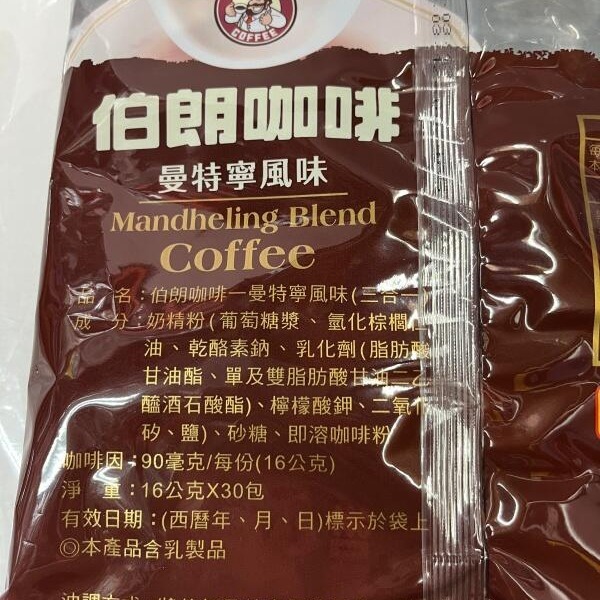 COFFEE
伯朗咖啡
曼特寧風味
Mandheling Blend
Coffee
品 名:伯朗咖啡一曼特寧風味(三合一)
成 分:奶精粉(葡萄糖漿、氫化棕櫚
油、乾酪素鈉、乳化劑(脂肪酸
甘油酯、單及雙脂肪酸甘油二乙
醯酒石酸酯)、檸檬酸鉀、二氧化
矽、鹽)、砂糖、即溶咖啡粉
咖啡因:90毫克/每份(16公克)
淨 重:16公克X30包
有效日期:(西曆年、月、日)標示於袋上
◎本產品含乳製品